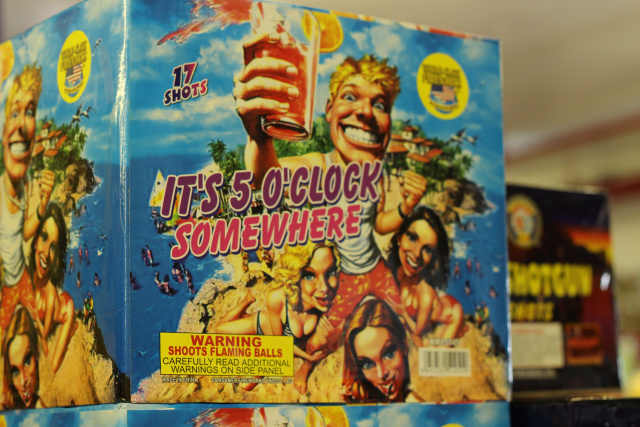 17
SHOTS
IT'S 5 O'CLOCK
SOMEWHERE
WARNING
SHOOTS FLAMING BALLS
CAREFULLY READ ADDITIONAL
WARNINGS ON SIDE PANEL
SHOTGUN